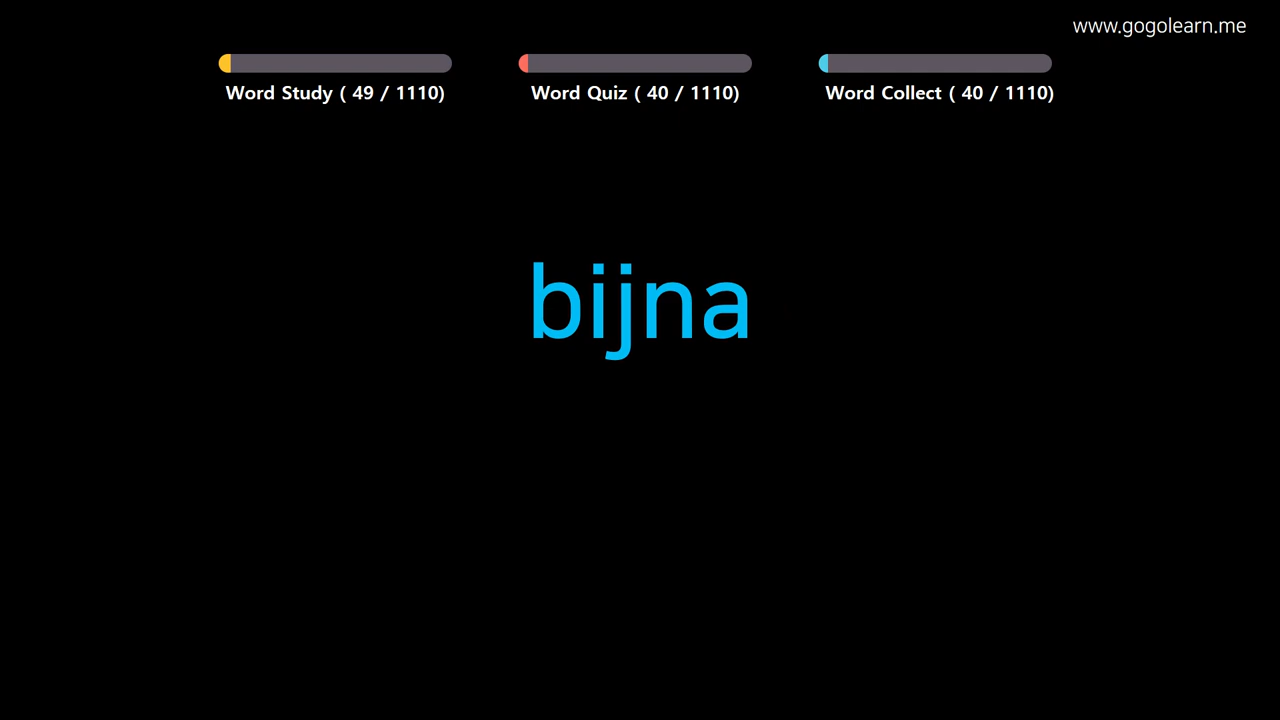 www.gogolearn.me
Word Study ( 49 / 1110)
Word Quiz ( 40 / 1110)
Word Collect ( 40 / 1110)
bijna